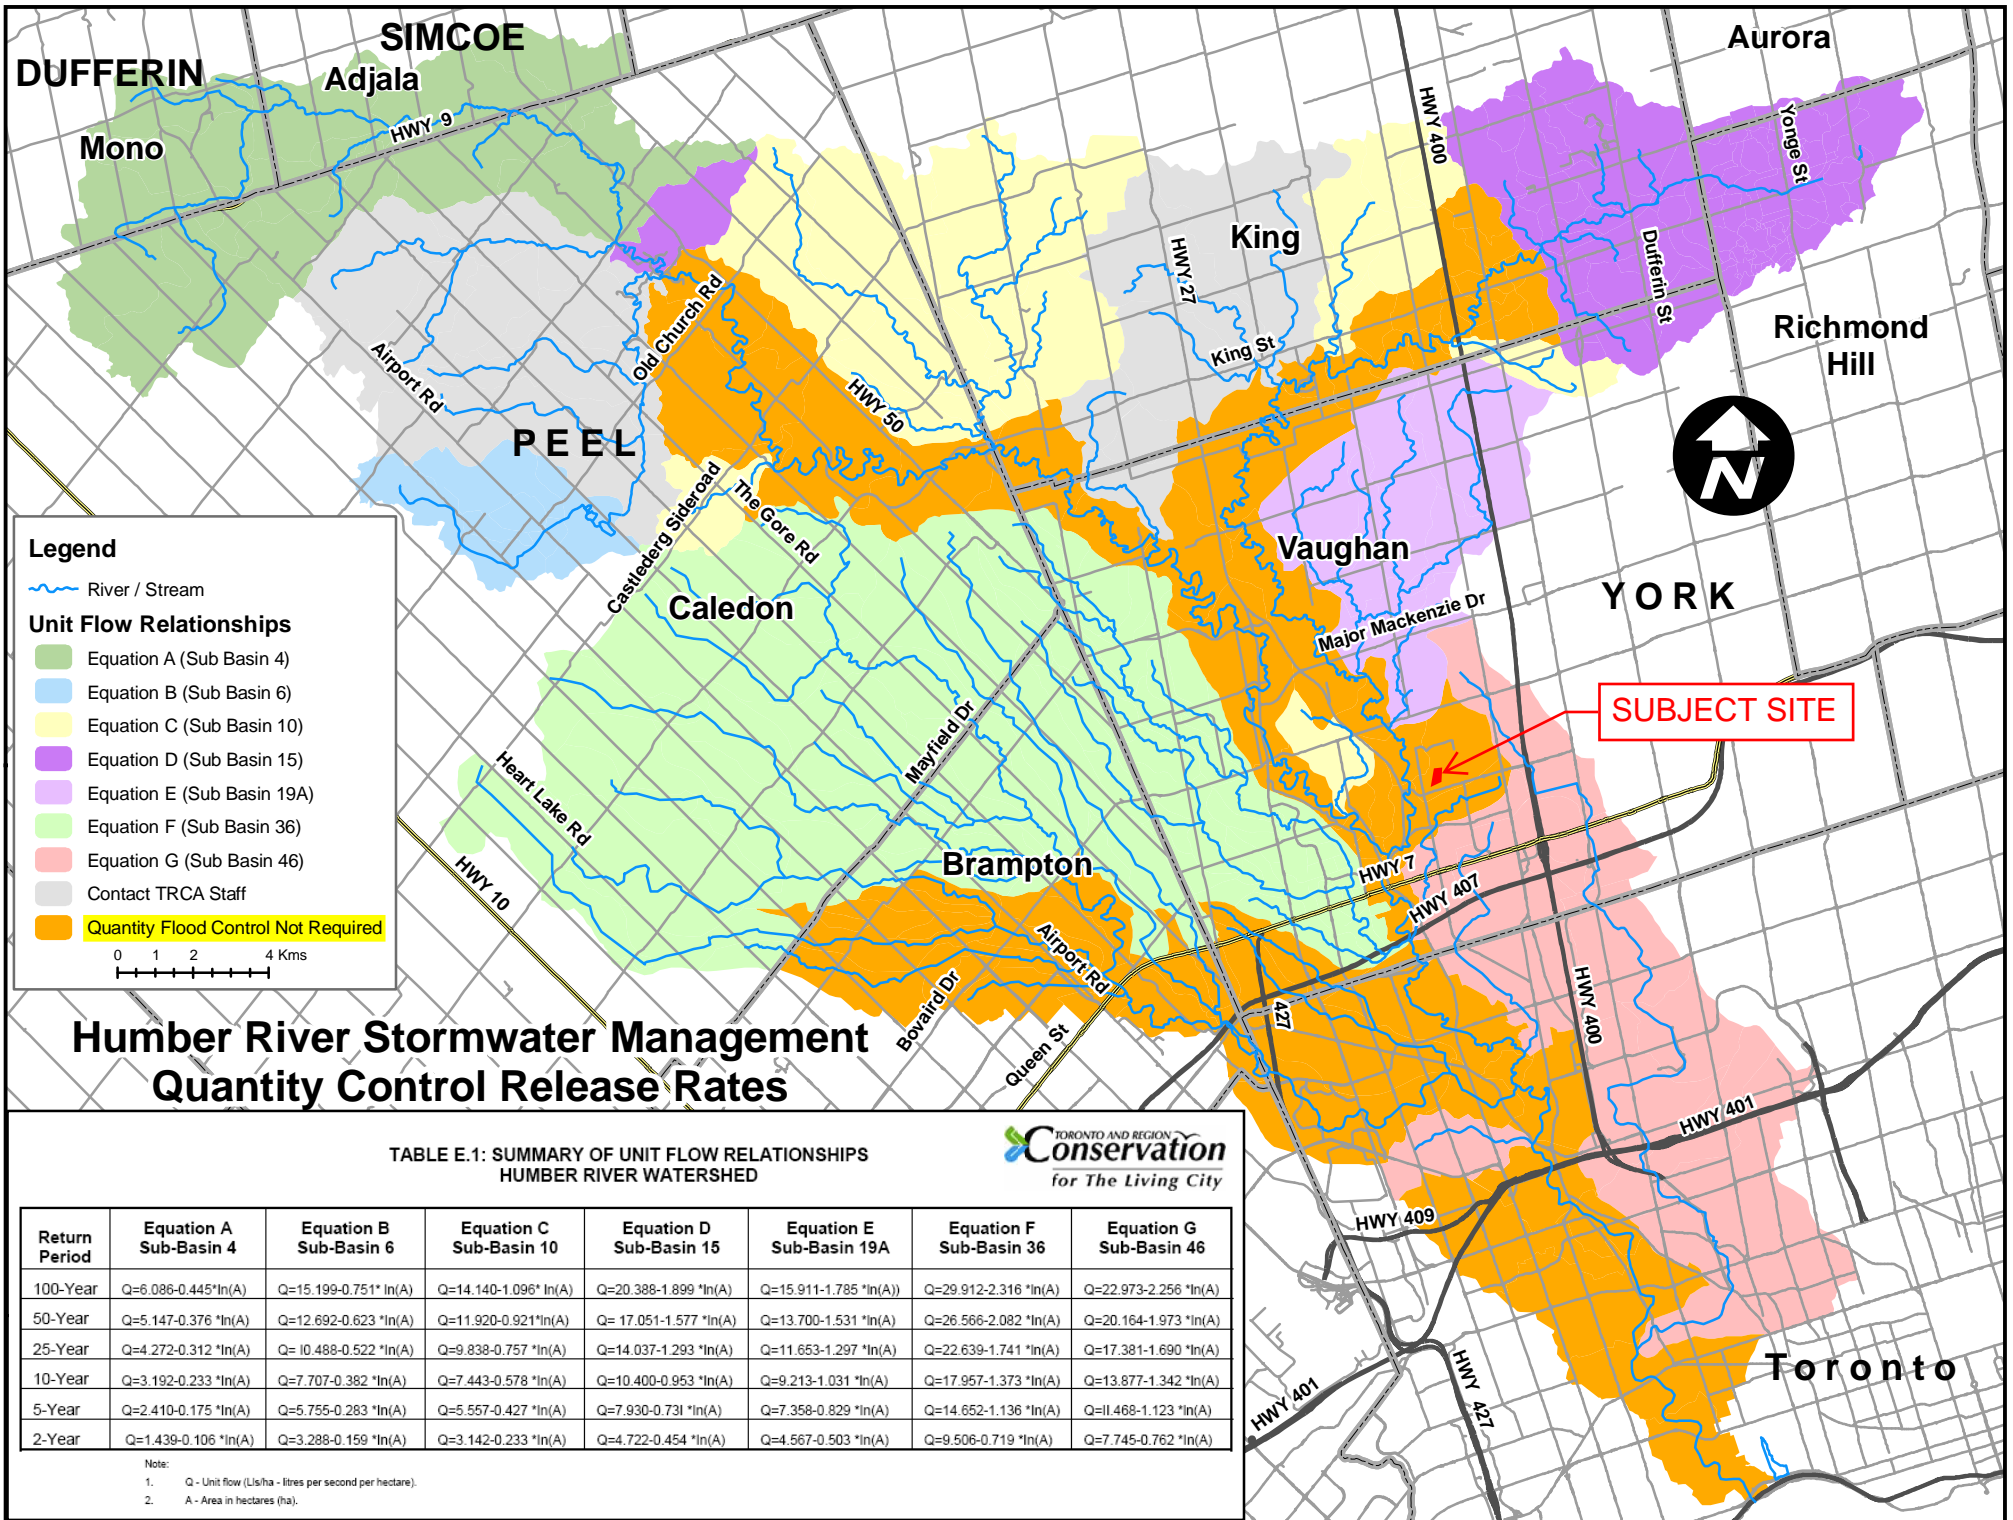 SIMCOE
DUFFERIN
Adjala
Aurora
Mono
HWY 9
HWY 400
Yonge St
King
HWY 27
Dufferin St
Old Church Rd
Richmond
Hill
King St
Airport Rd
HWY 50
PEEL
Castlederg Sideroad
The Gore Rd
Vaughan
YORK
Caledon
Major Mackenzie Dr
SUBJECT SITE
Mayfield Dr
Heart Lake Rd
HWY 10
Brampton
HWY 7
HWY 407
Airport Rd
Bovaird Dr
Queen St
427
HWY 400
HWY 401
HWY 409
HWY 401
HWY 427
Toronto
Legend
River / Stream
Unit Flow Relationships
Equation A (Sub Basin 4)
Equation B (Sub Basin 6)
Equation C (Sub Basin 10)
Equation D (Sub Basin 15)
Equation E (Sub Basin 19A)
Equation F (Sub Basin 36)
Equation G (Sub Basin 46)
Contact TRCA Staff
Quantity Flood Control Not Required
0 1 2 4 Kms
N
Humber River Stormwater Management
Quantity Control Release Rates
TABLE E.1: SUMMARY OF UNIT FLOW RELATIONSHIPS
HUMBER RIVER WATERSHED
TORONTO AND REGION
Conservation
for The Living City
Return Period Equation A Sub-Basin 4 Equation B Sub-Basin 6 Equation C Sub-Basin 10 Equation D Sub-Basin 15 Equation E Sub-Basin 19A Equation F Sub-Basin 36 Equation G Sub-Basin 46
100-Year Q=6.086-0.445*ln(A) Q=15.199-0.751* ln(A) Q=14.140-1.096* ln(A) Q=20.388-1.899 *ln(A) Q=15.911-1.785 *ln(A)) Q=29.912-2.316 *ln(A) Q=22.973-2.256 *ln(A)
50-Year Q=5.147-0.376 *ln(A) Q=12.692-0.623 *ln(A) Q=11.920-0.921*ln(A) Q= 17.051-1.577 *ln(A) Q=13.700-1.531 *ln(A) Q=26.566-2.082 *ln(A) Q=20.164-1.973 *ln(A)
25-Year Q=4.272-0.312 *ln(A) Q= l0.488-0.522 *ln(A) Q=9.838-0.757 *ln(A) Q=14.037-1.293 *ln(A) Q=11.653-1.297 *ln(A) Q=22.639-1.741 *ln(A) Q=17.381-1.690 *ln(A)
10-Year Q=3.192-0.233 *ln(A) Q=7.707-0.382 *ln(A) Q=7.443-0.578 *ln(A) Q=10.400-0.953 *ln(A) Q=9.213-1.031 *ln(A) Q=17.957-1.373 *ln(A) Q=13.877-1.342 *ln(A)
5-Year Q=2.410-0.175 *ln(A) Q=5.755-0.283 *ln(A) Q=5.557-0.427 *ln(A) Q=7.930-0.73l *ln(A) Q=7.358-0.829 *ln(A) Q=14.652-1.136 *ln(A) Q=ll.468-1.123 *ln(A)
2-Year Q=1.439-0.106 *ln(A) Q=3.288-0.159 *ln(A) Q=3.142-0.233 *ln(A) Q=4.722-0.454 *ln(A) Q=4.567-0.503 *ln(A) Q=9.506-0.719 *ln(A) Q=7.745-0.762 *ln(A)
Note:
1. Q - Unit flow (Lls/ha - litres per second per hectare).
2. A - Area in hectares (ha).